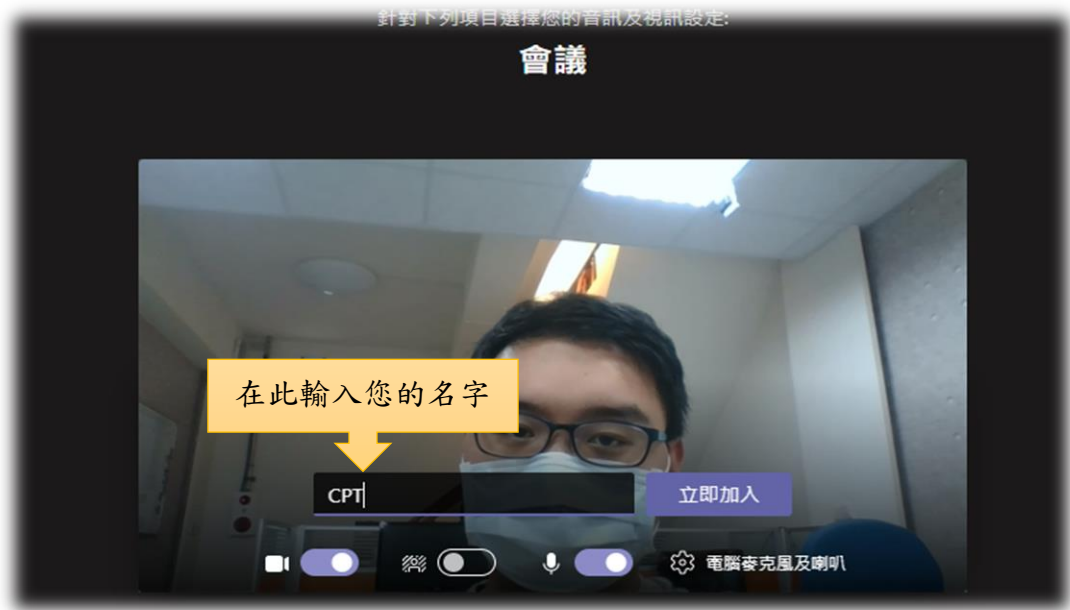 針對下列項目選擇您的音訊及視訊設定:
會議
在此輸入您的名字
CPT
立即加入
電腦麥克風及喇叭